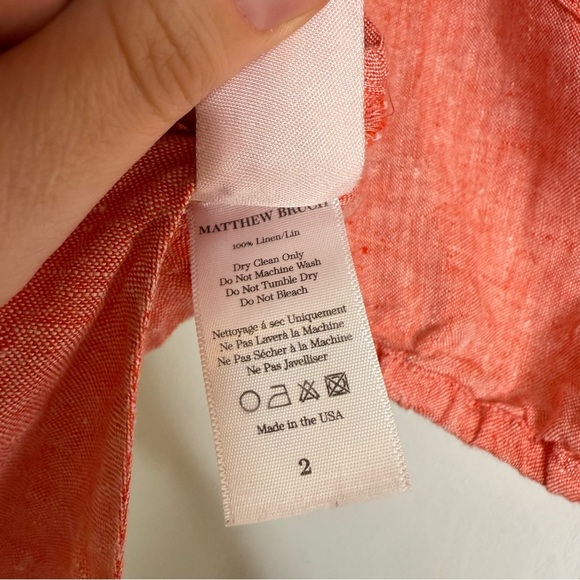 MATTHEW BRUCH
100% Linen/Lin
Dry Clean Only
Do Not Machine Wash
Do Not Tumble Dry
Do Not Bleach
Nettoyage á sec Uniquement
Ne Pas Laverá la Machine
Ne Pas Sécher á la Machine
Ne Pas Javelliser
Made in the USA
2